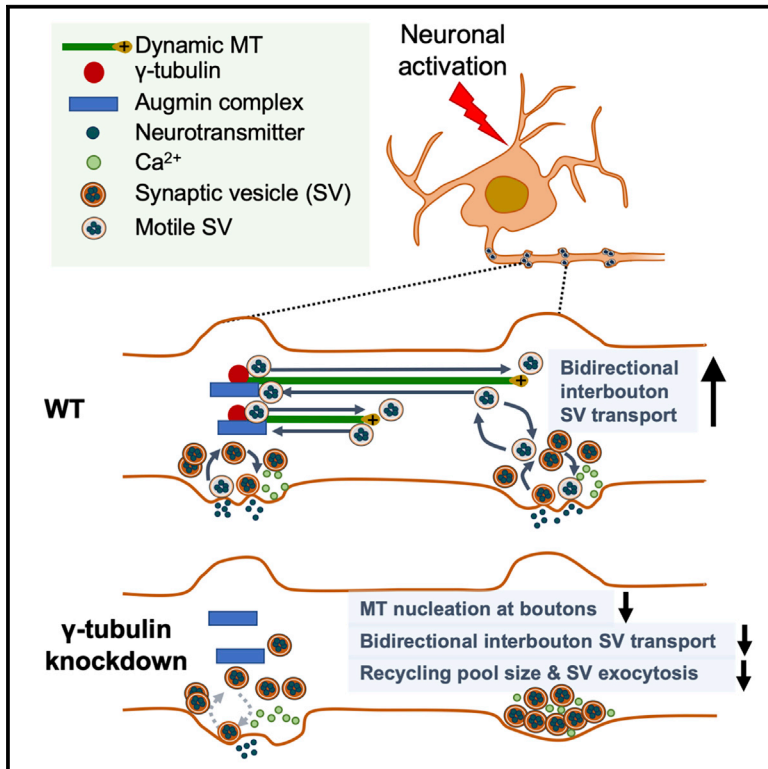 Dynamic MT
γ-tubulin
Augmin complex
Neurotransmitter
Ca²⁺
Synaptic vesicle (SV)
Motile SV
Neuronal
activation
WT
Bidirectional
interbouton
SV transport
γ-tubulin
knockdown
MT nucleation at boutons
Bidirectional interbouton SV transport
Recycling pool size & SV exocytosis